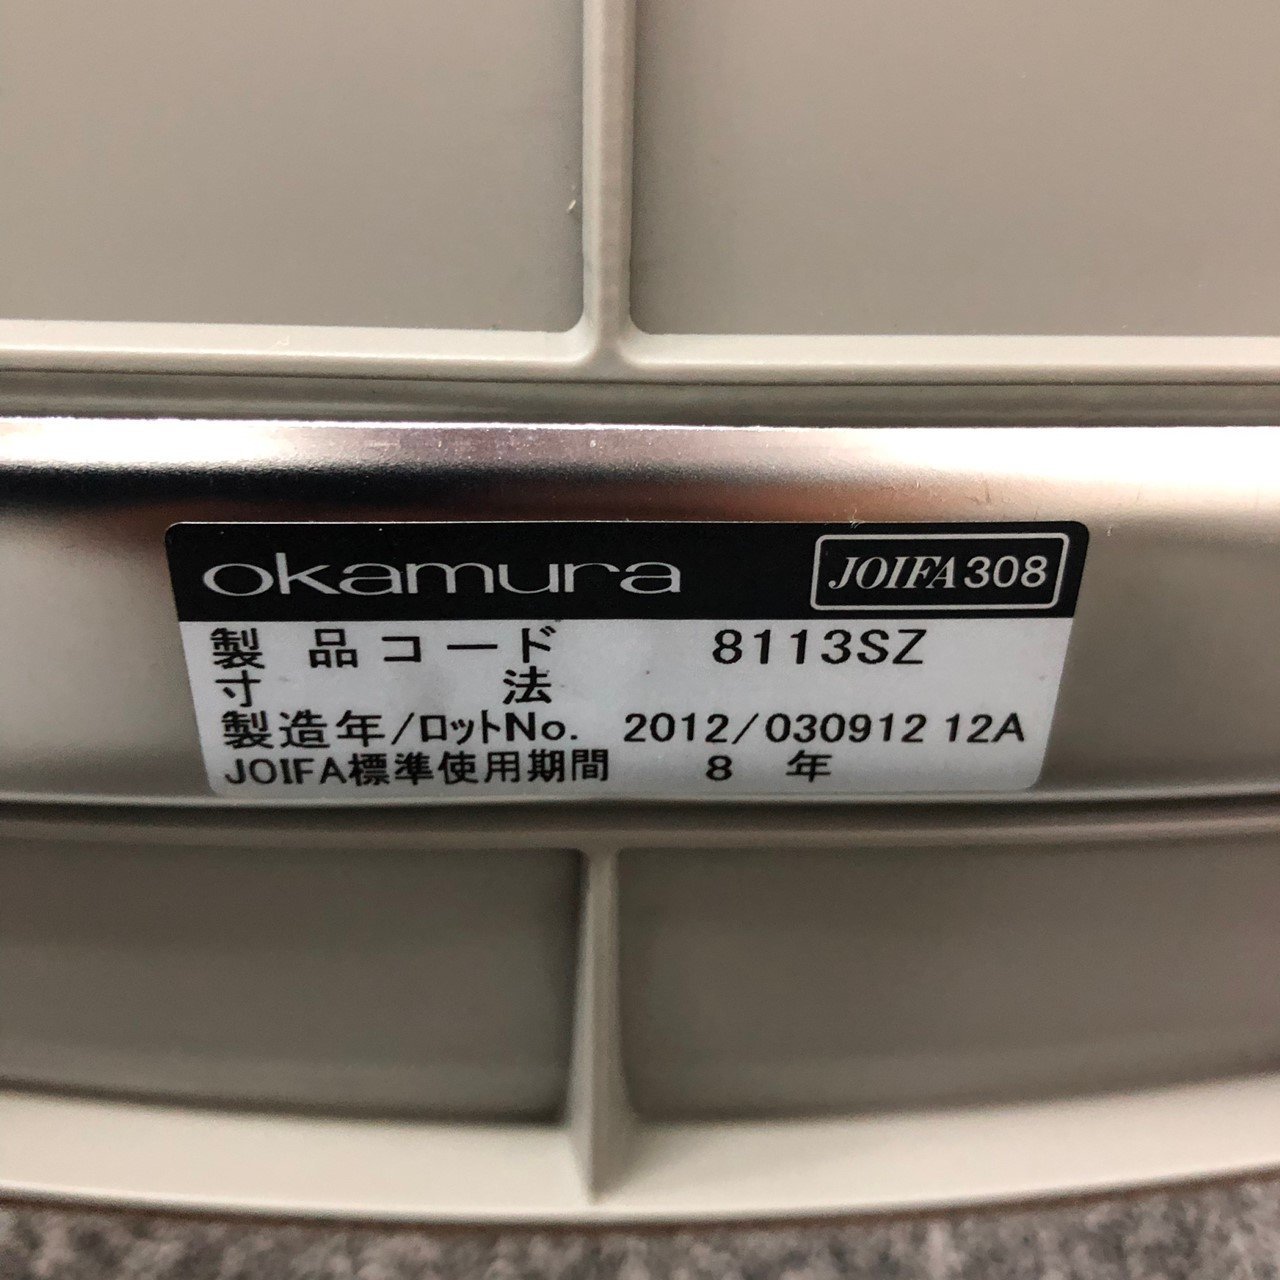 okamura JOIFA308
製品コード 8113SZ
寸法
製造年/ロットNo. 2012/030912 12A
JOIFA標準使用期間 8年